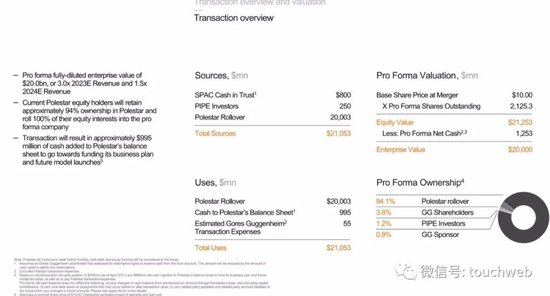 Transaction overview and valuation
Transaction overview
– Pro forma fully-diluted enterprise value of
$20.0bn, or 3.0x 2023E Revenue and 1.5x
2024E Revenue
– Current Polestar equity holders will retain
approximately 94% ownership in Polestar and
roll 100% of their equity interests into the pro
forma company
– Transaction will result in approximately $995
million of cash added to Polestar's balance
sheet to go towards funding its business plan
and future model launches⁵
Sources, $mn
SPAC Cash in Trust¹ $800
PIPE Investors 250
Polestar Rollover 20,003
Total Sources $21,053
Uses, $mn
Polestar Rollover $20,003
Cash to Polestar's Balance Sheet¹ 995
Estimated Gores Guggenheim² 55
Transaction Expenses
Total Uses $21,053
Pro Forma Valuation, $mn
Base Share Price at Merger $10.00
X Pro Forma Shares Outstanding 2,125.3
Equity Value $21,253
Less: Pro Forma Net Cash²,³ 1,253
Enterprise Value $20,000
Pro Forma Ownership⁴
94.1% Polestar rollover
3.8% GG Shareholders
1.2% PIPE Investors
0.9% GG Sponsor
微信号: touchweb